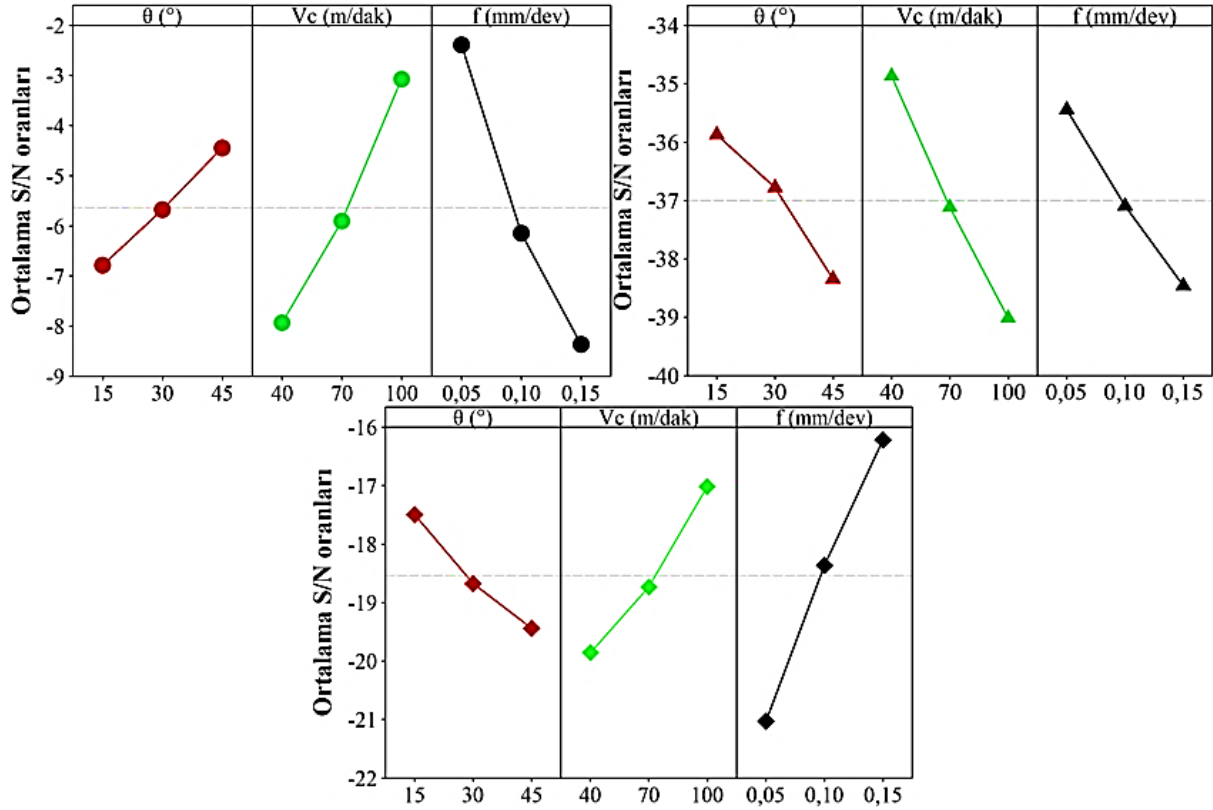 θ (°) Vc (m/dak) f (mm/dev)
Ortalama S/N oranları
-2
-3
-4
-5
-6
-7
-8
-9
15 30 45 40 70 100 0,05 0,10 0,15
θ (°) Vc (m/dak) f (mm/dev)
Ortalama S/N oranları
-34
-35
-36
-37
-38
-39
-40
15 30 45 40 70 100 0,05 0,10 0,15
θ (°) Vc (m/dak) f (mm/dev)
Ortalama S/N oranları
-16
-17
-18
-19
-20
-21
-22
15 30 45 40 70 100 0,05 0,10 0,15